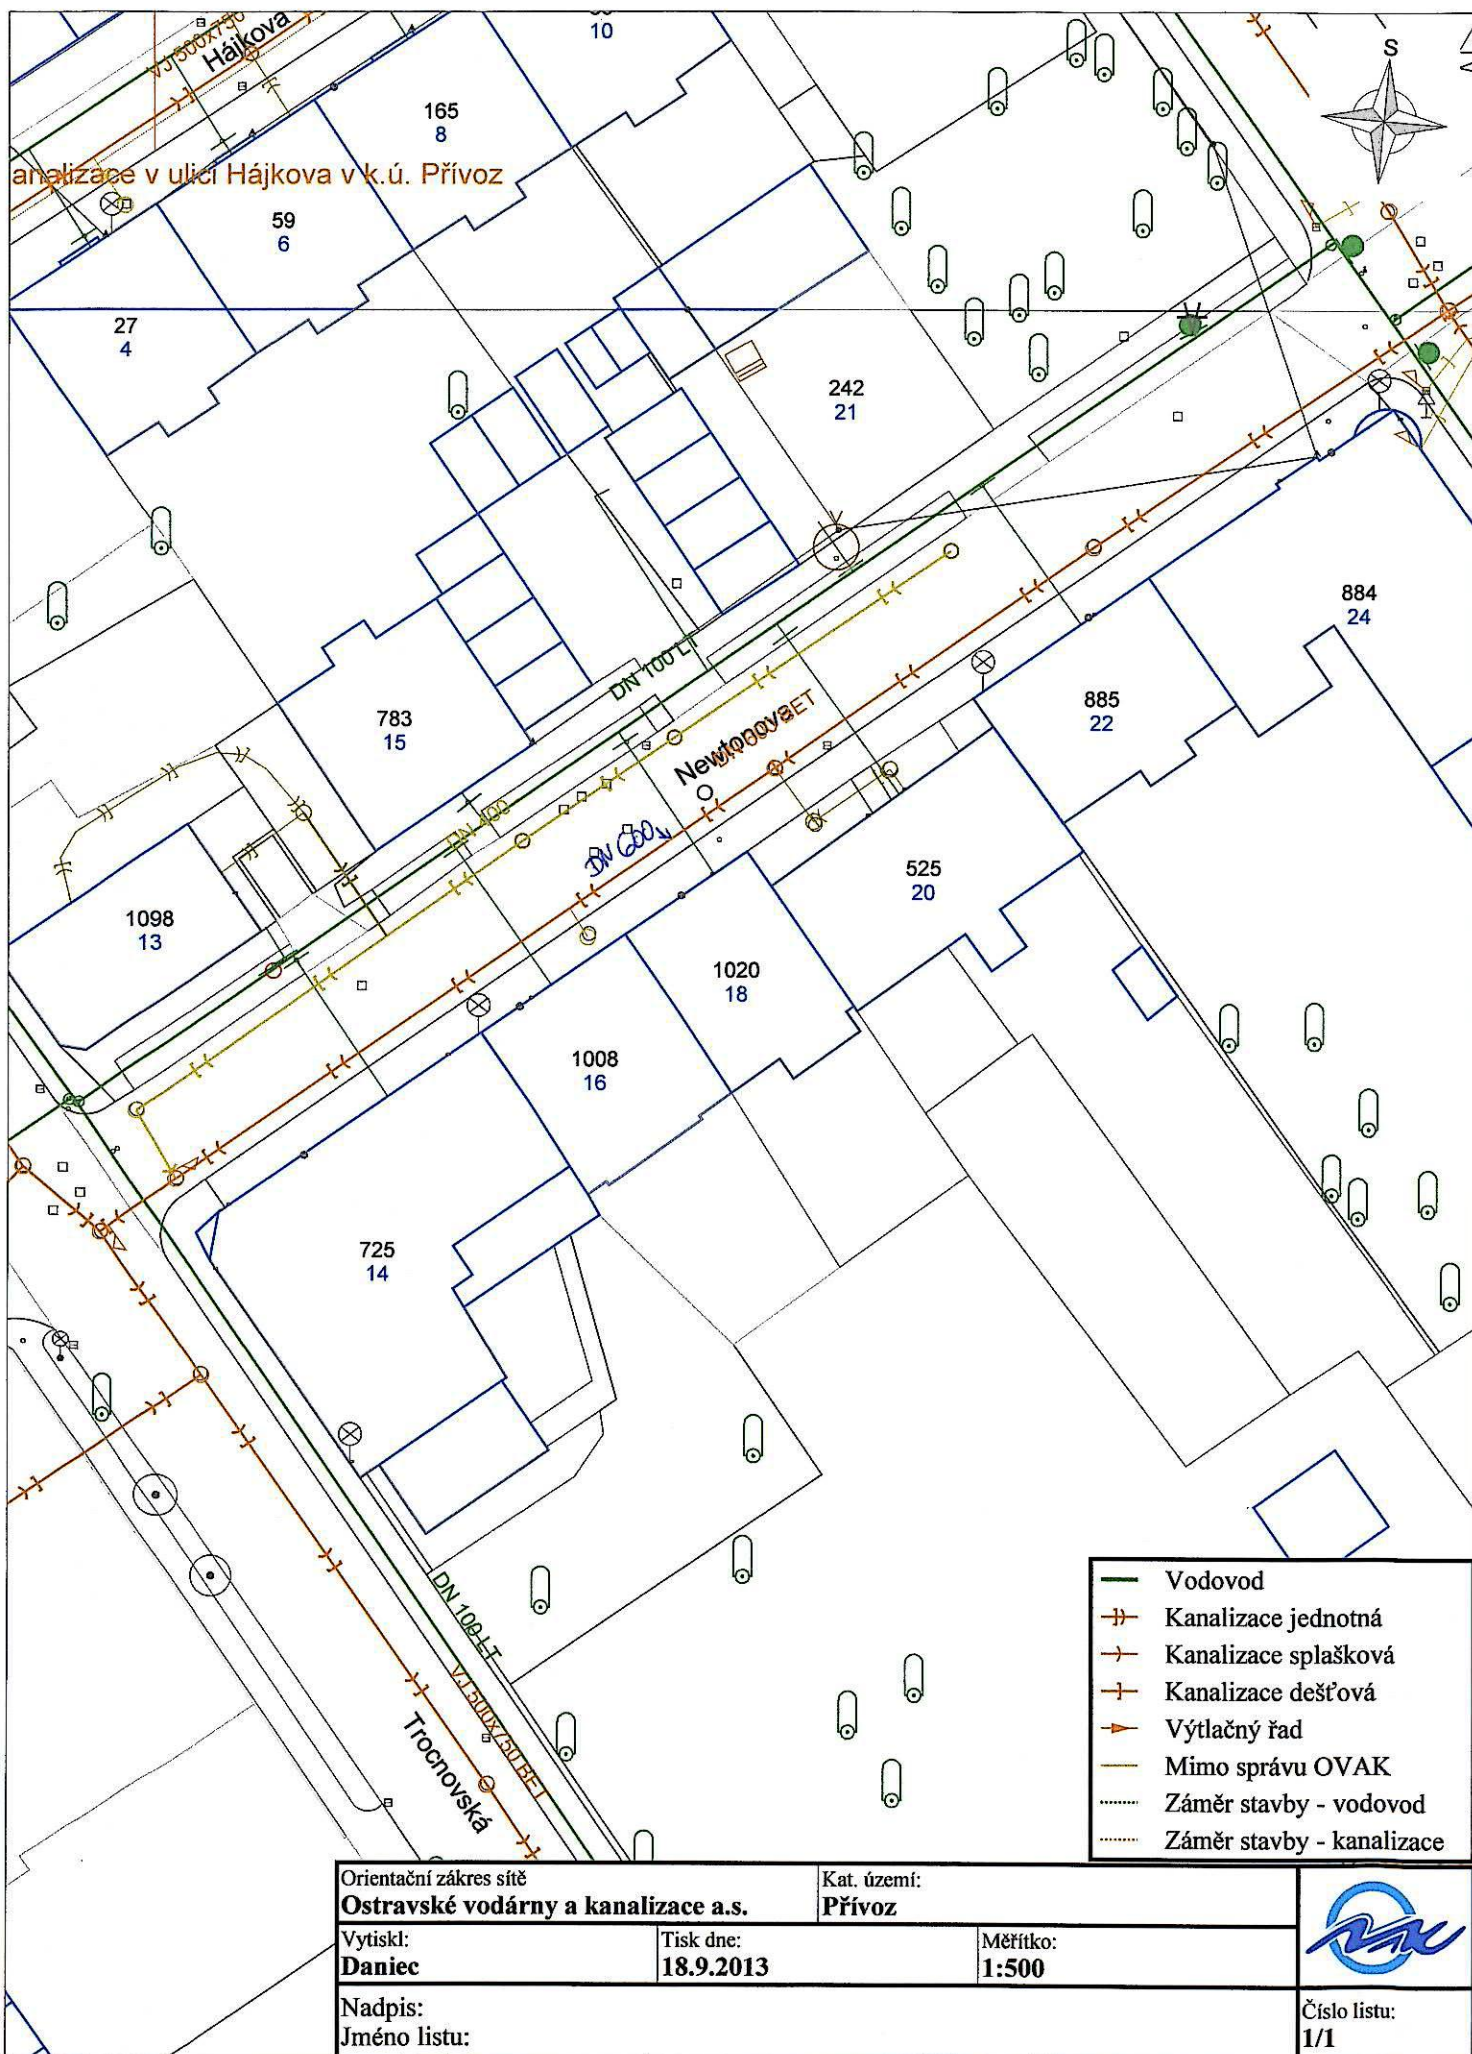 Hájkova
VJ 500x750
10
S
165
8
analizace v ulici Hájkova v k.ú. Přívoz
59
6
27
4
242
21
884
24
DN 100 LT
885
22
783
15
Newtonova
BET
DN 400
DN 600
525
20
1098
13
1020
18
1008
16
725
14
DN 100 LT
VJ 500x750 BET
Trocnovská
Vodovod
Kanalizace jednotná
Kanalizace splašková
Kanalizace dešťová
Výtlačný řad
Mimo správu OVAK
Záměr stavby - vodovod
Záměr stavby - kanalizace
Orientační zákres sítě
Ostravské vodárny a kanalizace a.s.
Kat. území:
Přívoz
Vytiskl:
Daniec
Tisk dne:
18.9.2013
Měřítko:
1:500
Nadpis:
Jméno listu:
Číslo listu:
1/1